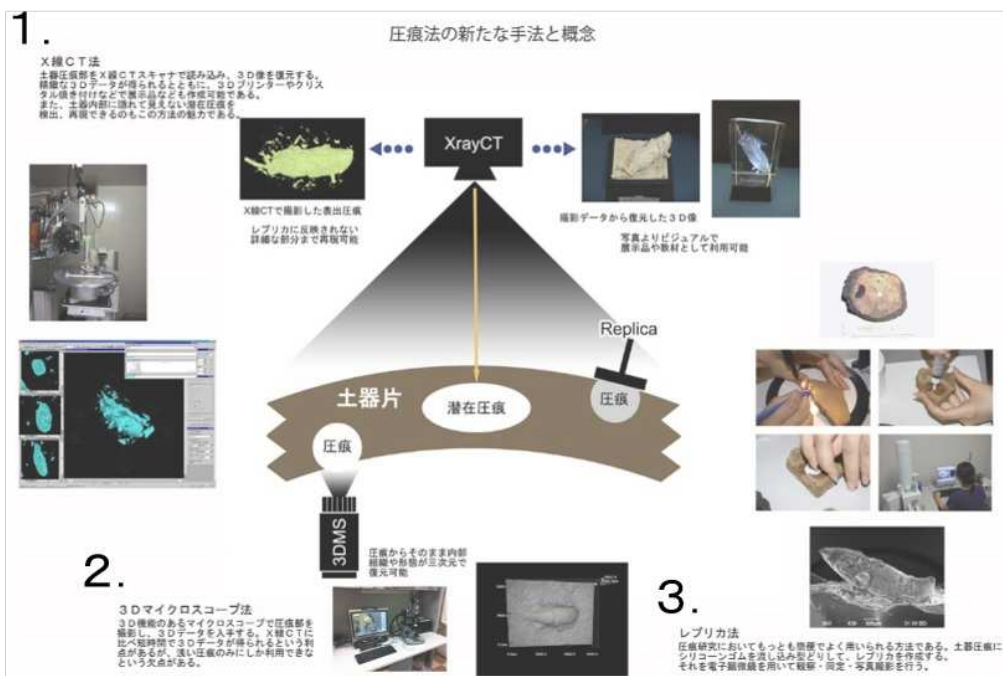 圧痕法の新たな手法と概念
1.
X線CT法
土器圧痕部をX線CTスキャナで読み込み、3D像を復元する。
精緻な3Dデータが得られるとともに、3Dプリンターやクリス
タル焼き付けなどで展示品なども作成可能である。
また、土器内部に隠れて見えない潜在圧痕を
検出、再現できるのもこの方法の魅力である。
XrayCT
X線CTで撮影した表出圧痕
レプリカに反映されない
詳細な部分まで再現可能
撮影データから復元した3D像
写真よりビジュアルで
展示品や教材として利用可能
Replica
土器片
潜在圧痕
圧痕
圧痕
3DMS
圧痕からそのまま内部
組織や形態が三次元で
復元可能
2.
3Dマイクロスコープ法
3D機能のあるマイクロスコープで圧痕部を
撮影し、3Dデータを入手する。X線CTに
比べ短時間で3Dデータが得られるという利
点があるが、浅い圧痕のみにしか利用できな
という欠点がある。
3.
レプリカ法
圧痕研究においてもっとも簡便でよく用いられる方法である。土器圧痕に
シリコーンゴムを流し込み型どりして、レプリカを作成する。
それを電子顕微鏡を用いて観察・同定・写真撮影を行う。